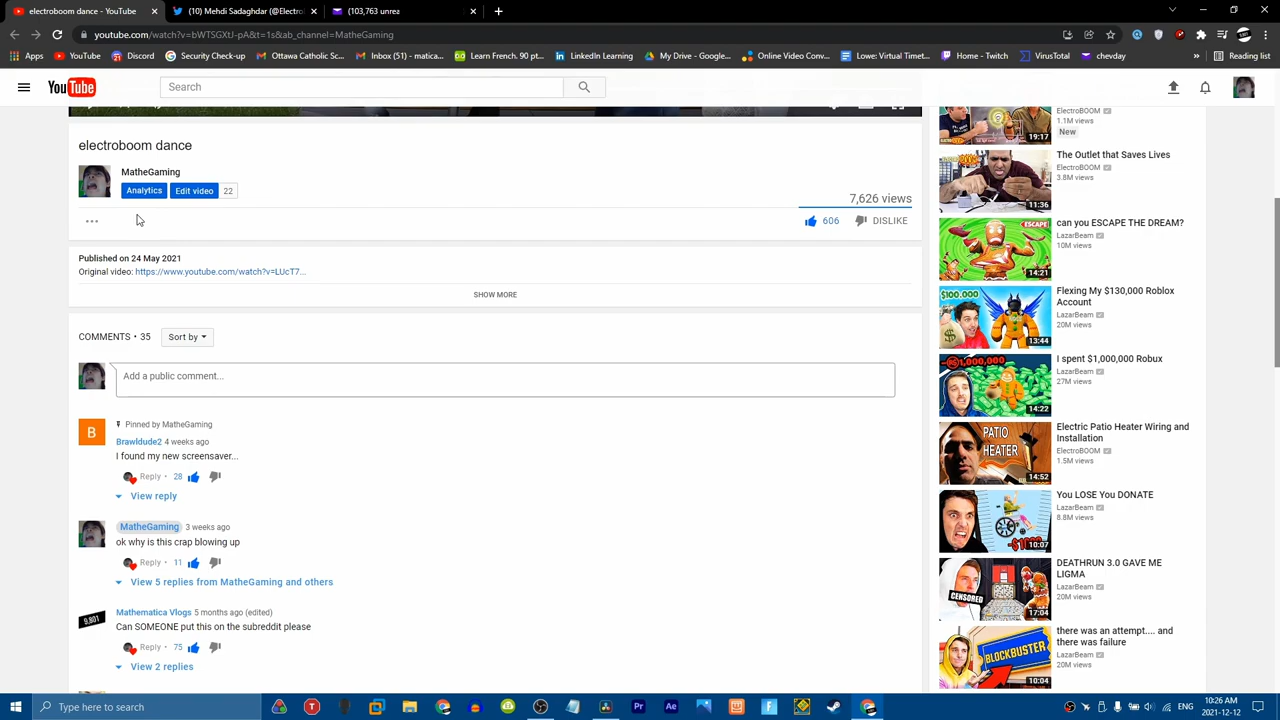 electroboom dance - YouTube
(10) Mehdi Sadaghdar (@Electro
(103,763 unread)
youtube.com/watch?v=bWTSGXtU-pA&t=1s&ab_channel=MatheGaming
Apps
YouTube
Discord
Security Check-up
Ottawa Catholic Sc...
Inbox (11) - matica...
Learn French, 90 pt...
LinkedIn Learning
My Drive - Google...
Online Video Conv...
Lumio
Home - Twitch
VirusTotal
chevday
»
Reading list
YouTube
Search
electroboom dance
MatheGaming
Analytics
Edit video
22
7,626 views
606
DISLIKE
Published on 24 May 2021
Original video: https://www.youtube.com/watch?v=LUcT7...
SHOW MORE
COMMENTS • 35
Sort by
Add a public comment...
B
Pinned by MatheGaming
Brawldude2 4 weeks ago
I found my new screensaver...
Reply • 28
View reply
MatheGaming 3 weeks ago
ok why is this crap blowing up
Reply • 11
View 5 replies from MatheGaming and others
9.801
Mathematica Vlogs 5 months ago (edited)
Can SOMEONE put this on the subreddit please
Reply • 75
View 2 replies
19:17
ElectroBOOM
1.1M views
New
11:36
The Outlet that Saves Lives
ElectroBOOM
3.8M views
ESCAPE
14:21
can you ESCAPE THE DREAM?
LazarBeam
10M views
$100.000
13:44
Flexing My $130,000 Roblox
Account
LazarBeam
20M views
-1,000,000
14:22
I spent $1,000,000 Robux
LazarBeam
27M views
PATIO
HEATER
14:52
Electric Patio Heater Wiring and
Installation
ElectroBOOM
1.5M views
10:07
You LOSE You DONATE
LazarBeam
8.8M views
CENSORED
17:04
DEATHRUN 3.0 GAVE ME
LIGMA
LazarBeam
20M views
BLOCKBUSTER
10:04
there was an attempt.... and
there was failure
LazarBeam
20M views
Type here to search
ENG
10:26 AM
2021-12-12